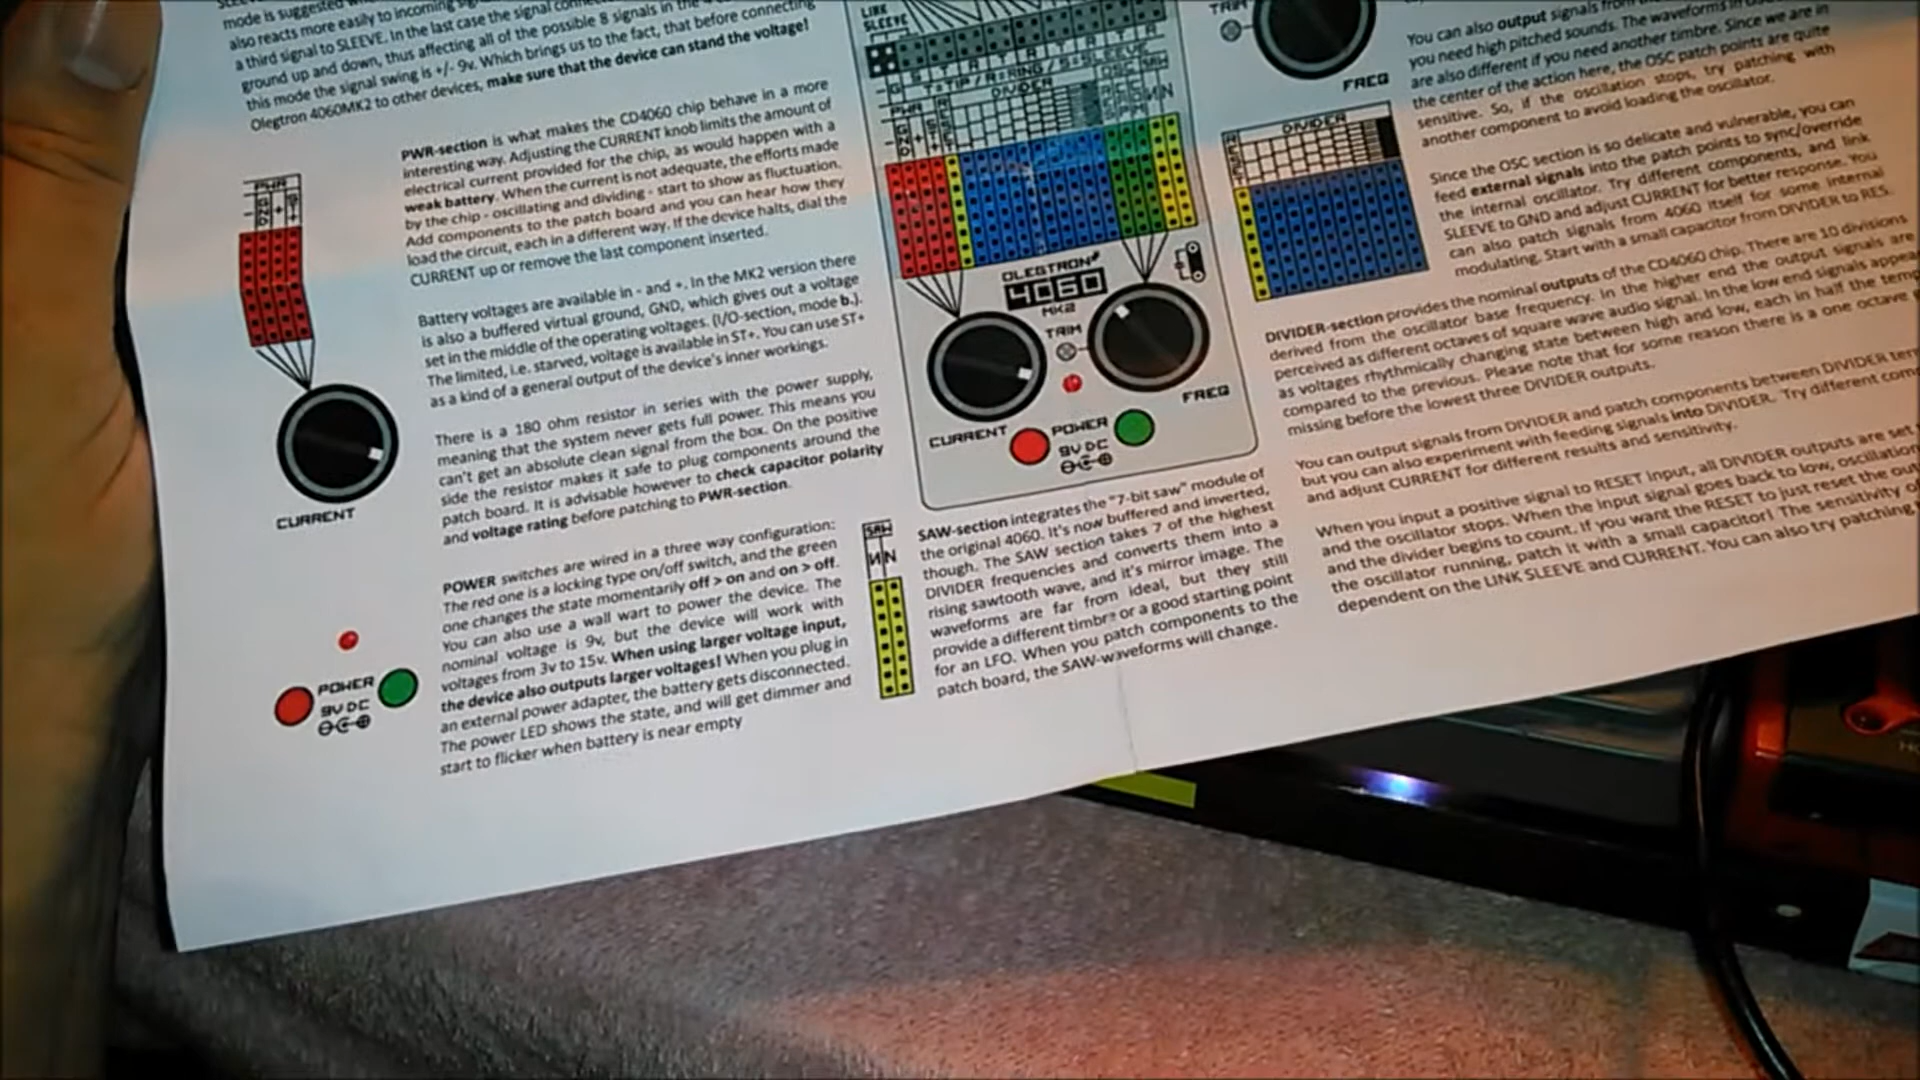 mode is suggested
also reacts more easily to incoming
a third signal to SLEEVE. In the last case the signal
ground up and down, thus affecting all of the possible 8 signals in the
this mode the signal swing is +/- 9v. Which brings us to the fact, that before connecting
Olegtron 4060MK2 to other devices, make sure that the device can stand the voltage!
PWR
GND
+
ST+
CURRENT
PWR-section is what makes the CD4060 chip behave in a more
interesting way. Adjusting the CURRENT knob limits the amount of
electrical current provided for the chip, as would happen with a
weak battery. When the current is not adequate, the efforts made
by the chip - oscillating and dividing - start to show as fluctuation.
Add components to the patch board and you can hear how they
load the circuit, each in a different way. If the device halts, dial the
CURRENT up or remove the last component inserted.
Battery voltages are available in - and +. In the MK2 version there
is also a buffered virtual ground, GND, which gives out a voltage
set in the middle of the operating voltages. (I/O-section, mode b.).
The limited, i.e. starved, voltage is available in ST+. You can use ST+
as a kind of a general output of the device's inner workings.
There is a 180 ohm resistor in series with the power supply,
meaning that the system never gets full power. This means you
can't get an absolute clean signal from the box. On the positive
side the resistor makes it safe to plug components around the
patch board. It is advisable however to check capacitor polarity
and voltage rating before patching to PWR-section.
POWER
9V DC
POWER switches are wired in a three way configuration:
The red one is a locking type on/off switch, and the green
one changes the state momentarily off > on and on > off.
You can also use a wall wart to power the device. The
nominal voltage is 9v, but the device will work with
voltages from 3v to 15v. When using larger voltage input,
the device also outputs larger voltages! When you plug in
an external power adapter, the battery gets disconnected.
The power LED shows the state, and will get dimmer and
start to flicker when battery is near empty
LINK
SLEEVE
T=TIP / R=RING / S=SLEEVE
PWR
DIVIDER
OLEGTRON
4060
MK2
TRIM
CURRENT
FREQ
POWER
9V DC
SAW
SAW-section integrates the "7-bit saw" module of
the original 4060. It's now buffered and inverted,
though. The SAW section takes 7 of the highest
DIVIDER frequencies and converts them into a
rising sawtooth wave, and it's mirror image. The
waveforms are far from ideal, but they still
provide a different timbre or a good starting point
for an LFO. When you patch components to the
patch board, the SAW-waveforms will change.
TRIM
FREQ
RESET
DIVIDER
You can also output signals from
you need high pitched sounds. The waveforms in
are also different if you need another timbre. Since we are in
the center of the action here, the OSC patch points are quite
sensitive. So, if the oscillation stops, try patching with
another component to avoid loading the oscillator.
Since the OSC section is so delicate and vulnerable, you can
feed external signals into the patch points to sync/override
the internal oscillator. Try different components, and link
SLEEVE to GND and adjust CURRENT for better response. You
can also patch signals from 4060 itself for some internal
modulating. Start with a small capacitor from DIVIDER to RES.
DIVIDER-section provides the nominal outputs of the CD4060 chip. There are 10 divisions
derived from the oscillator base frequency. In the higher end the output signals are
perceived as different octaves of square wave audio signal. In the low end signals appear
as voltages rhythmically changing state between high and low, each in half the
compared to the previous. Please note that for some reason there is a one octave
missing before the lowest three DIVIDER outputs.
You can output signals from DIVIDER and patch components between DIVIDER
but you can also experiment with feeding signals into DIVIDER. Try different
and adjust CURRENT for different results and sensitivity.
When you input a positive signal to RESET input, all DIVIDER outputs are set
and the oscillator stops. When the input signal goes back to low,
and the divider begins to count. If you want the RESET to just reset the
the oscillator running, patch it with a small capacitor! The sensitivity
dependent on the LINK SLEEVE and CURRENT. You can also try patching